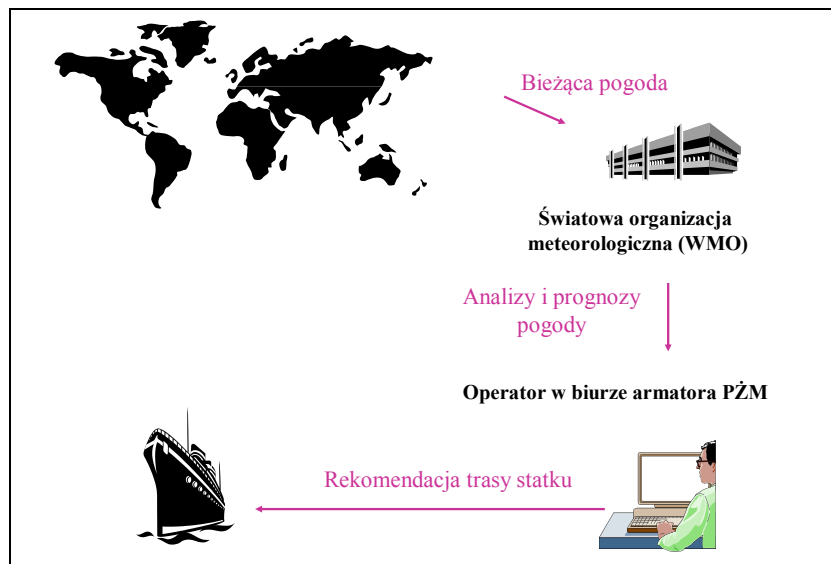 Bieżąca pogoda
Światowa organizacja
meteorologiczna (WMO)
Analizy i prognozy
pogody
Operator w biurze armatora PŻM
Rekomendacja trasy statku